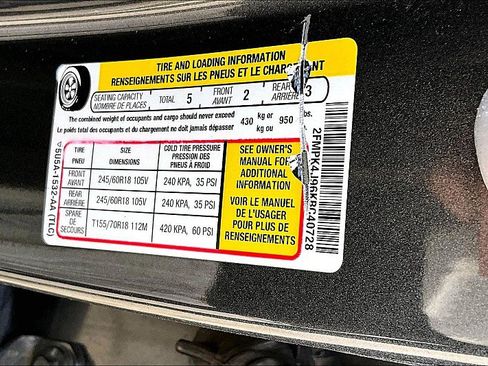 TIRE AND LOADING INFORMATION
RENSEIGNEMENTS SUR LES PNEUS ET LE CHARGEMENT
SEATING CAPACITY
NOMBRE DE PLACES
TOTAL 5
FRONT
AVANT
2
REAR
ARRIÈRE
3
The combined weight of occupants and cargo should never exceed
Le poids total des occupants et du chargement ne doit jamais dépasser
430 kg or
kg ou
950 lbs.
TIRE
PNEU
SIZE
DIMENSIONS
COLD TIRE PRESSURE
PRESSION DES
PNEUS À FROID
FRONT
AVANT
245/60R18 105V
240 KPA, 35 PSI
REAR
ARRIÈRE
245/60R18 105V
240 KPA, 35 PSI
SPARE
DE SECOURS
T155/70R18 112M
420 KPA, 60 PSI
SEE OWNER'S
MANUAL FOR
ADDITIONAL
INFORMATION
VOIR LE MANUEL
DE L'USAGER
POUR PLUS DE
RENSEIGNEMENTS
5USA-1532-AA (TLC)